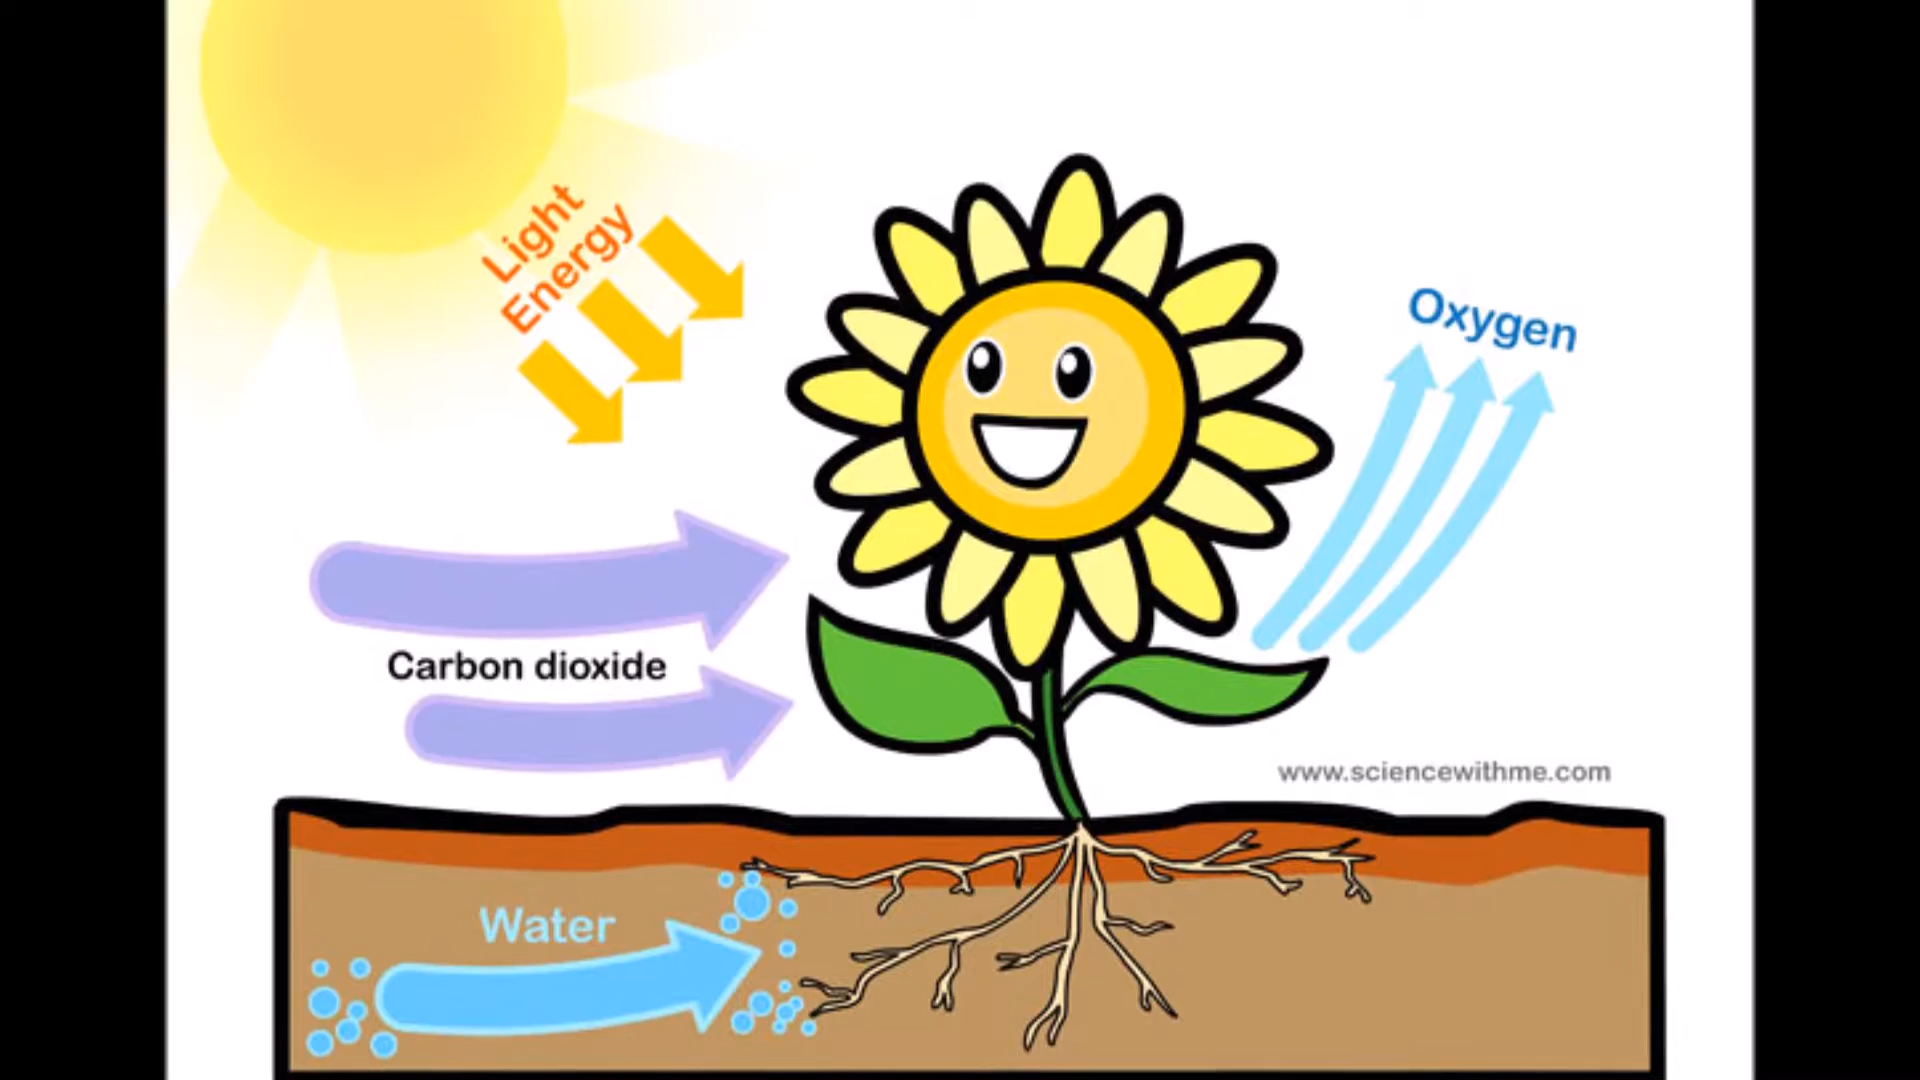 Light
Energy
Oxygen
Carbon dioxide
www.sciencewithme.com
Water